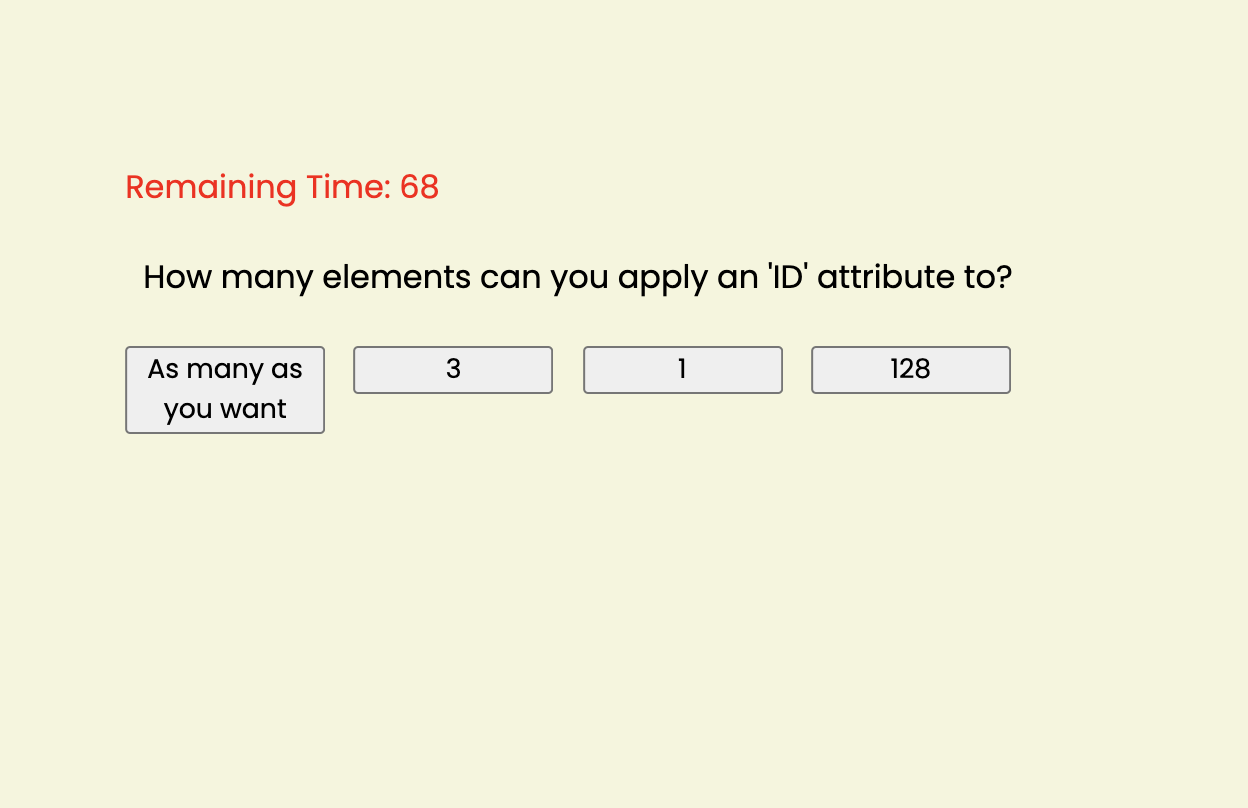 Remaining Time: 68
How many elements can you apply an 'ID' attribute to?
As many as
you want
3
1
128